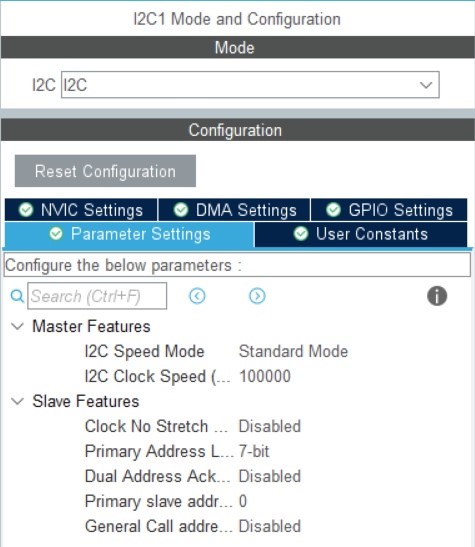 I2C1 Mode and Configuration
Mode
I2C I2C
Configuration
Reset Configuration
NVIC Settings DMA Settings GPIO Settings
Parameter Settings User Constants
Configure the below parameters :
Search (Ctrl+F)
Master Features
I2C Speed Mode Standard Mode
I2C Clock Speed (... 100000
Slave Features
Clock No Stretch ... Disabled
Primary Address L... 7-bit
Dual Address Ack... Disabled
Primary slave addr... 0
General Call addre... Disabled